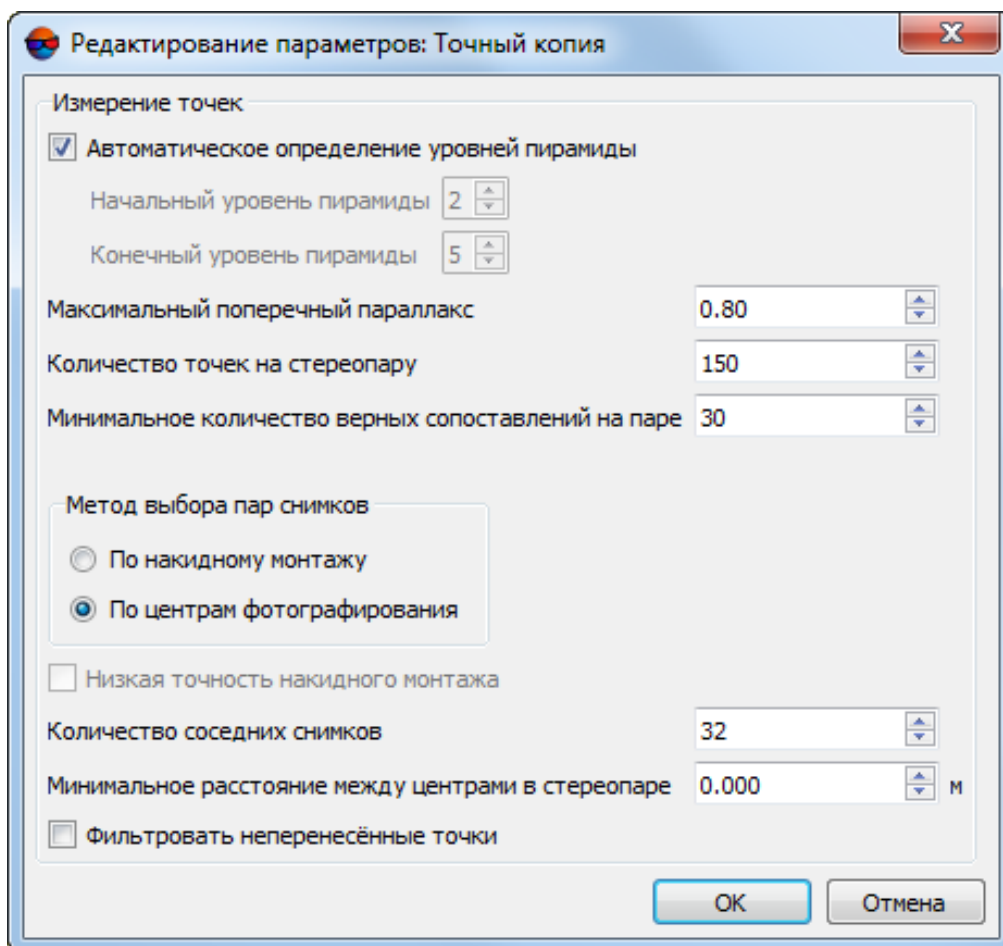 Редактирование параметров: Точный копия
Измерение точек
Автоматическое определение уровней пирамиды
Начальный уровень пирамиды 2
Конечный уровень пирамиды 5
Максимальный поперечный параллакс 0.80
Количество точек на стереопару 150
Минимальное количество верных сопоставлений на паре 30
Метод выбора пар снимков
По накидному монтажу
По центрам фотографирования
Низкая точность накидного монтажа
Количество соседних снимков 32
Минимальное расстояние между центрами в стереопаре 0.000 м
Фильтровать неперенесённые точки
OK Отмена